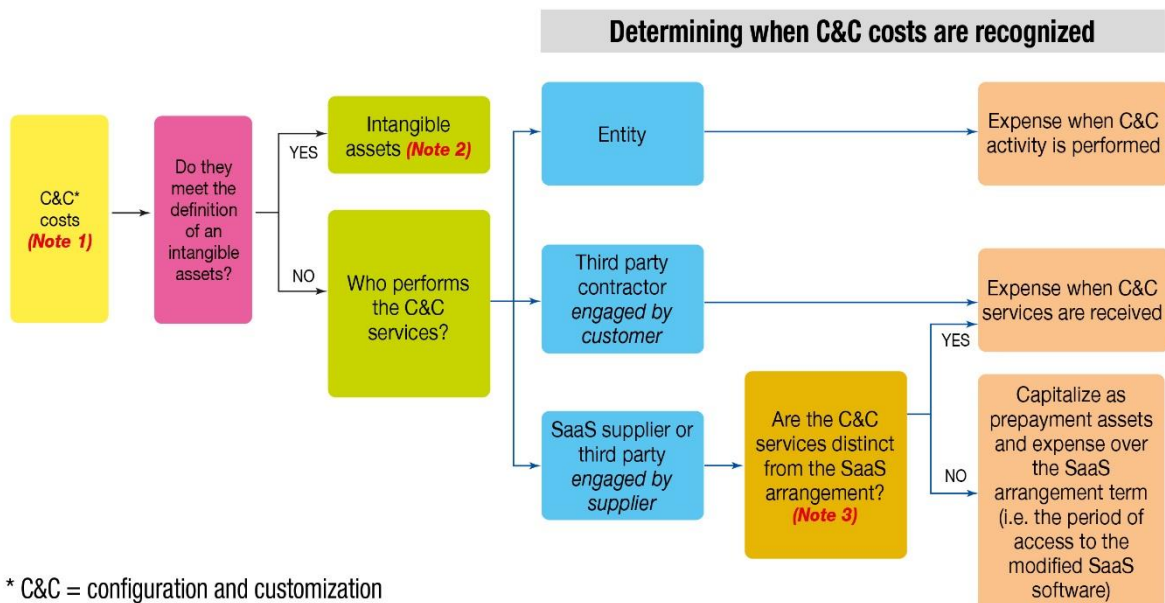 Determining when C&C costs are recognized
C&C*
costs
(Note 1)
Do they
meet the
definition
of an
intangible
assets?
YES
NO
Intangible
assets (Note 2)
Who performs
the C&C
services?
Entity
Expense when C&C
activity is performed
Third party
contractor
engaged by
customer
Expense when C&C
services are received
SaaS supplier or
third party
engaged by
supplier
Are the C&C
services distinct
from the SaaS
arrangement?
(Note 3)
YES
NO
Capitalize as
prepayment assets
and expense over
the SaaS
arrangement term
(i.e. the period of
access to the
modified SaaS
software)
* C&C = configuration and customization